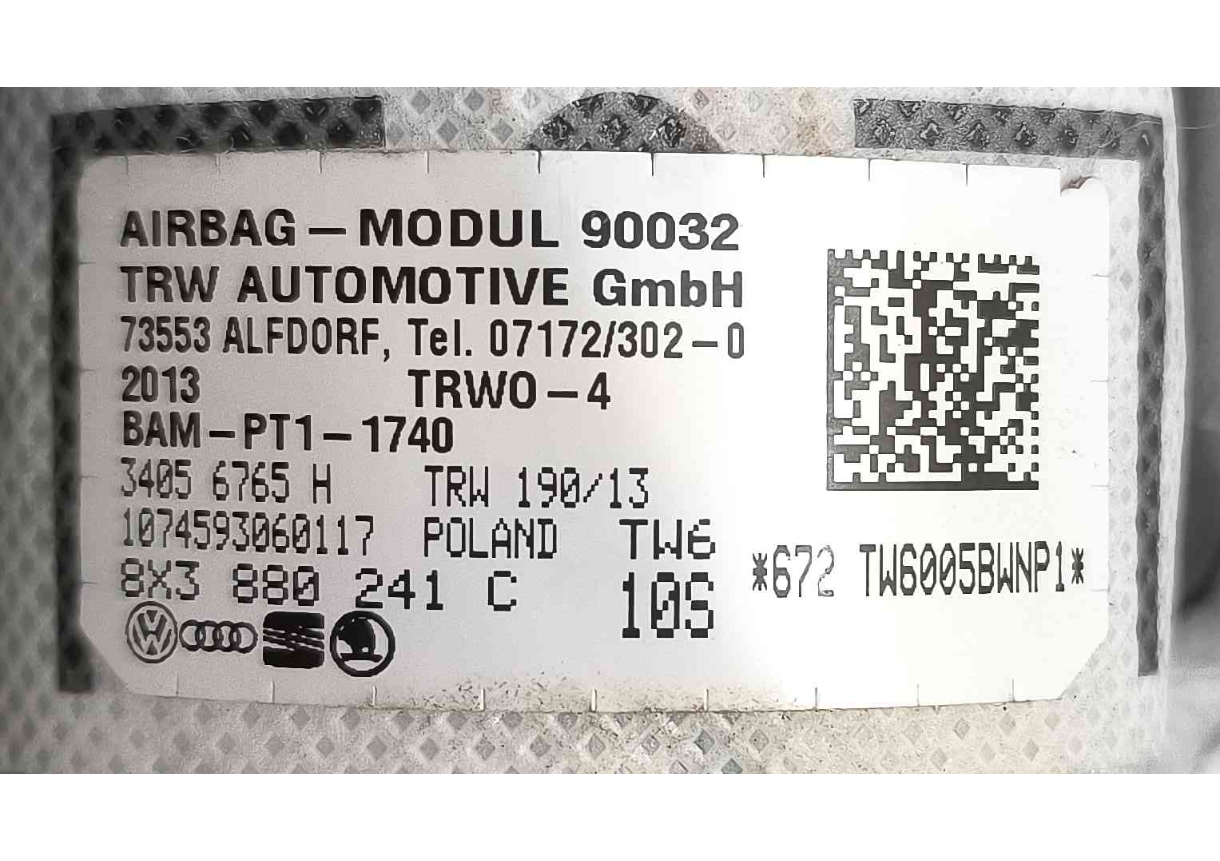 AIRBAG – MODUL 90032
TRW AUTOMOTIVE GmbH
73553 ALFDORF, Tel. 07172/302 – 0
2013 TRWO – 4
BAM – PT1 – 1740
3405 6765 H TRW 190/13
1074593060117 POLAND TW6
8X3 880 241 C 10S
*672 TW6005BWNP1*